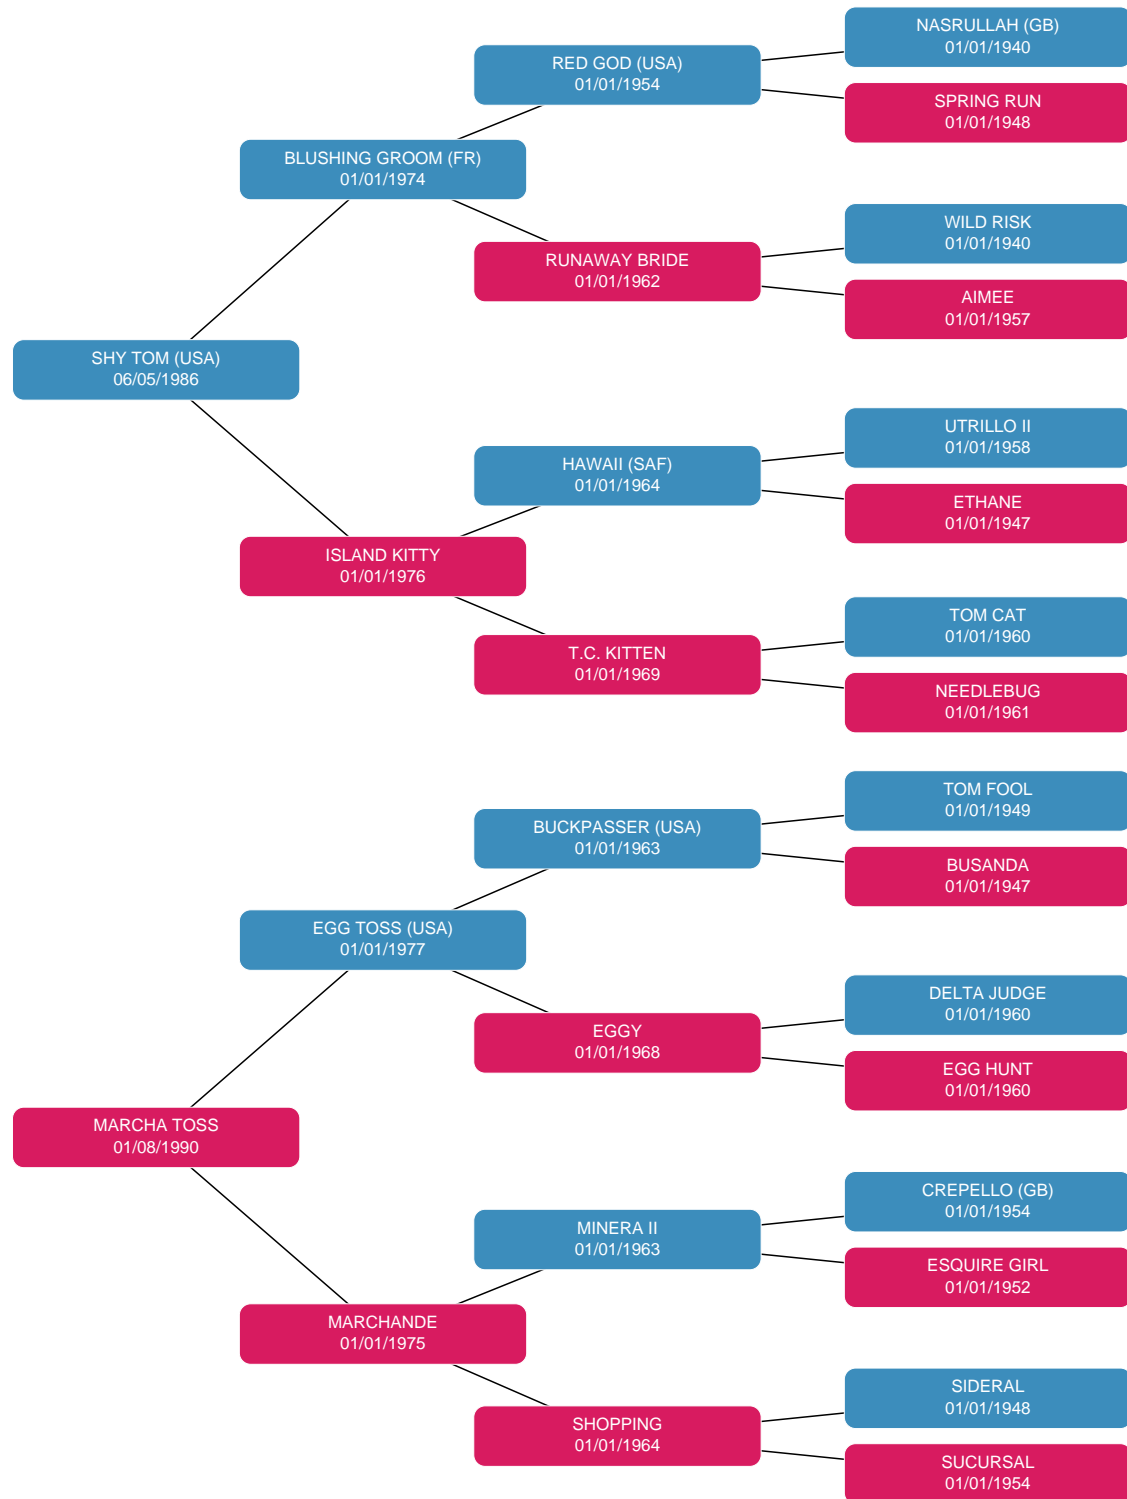 NASRULLAH (GB)
01/01/1940
RED GOD (USA)
01/01/1954
SPRING RUN
01/01/1948
BLUSHING GROOM (FR)
01/01/1974
WILD RISK
01/01/1940
RUNAWAY BRIDE
01/01/1962
AIMEE
01/01/1957
SHY TOM (USA)
06/05/1986
UTRILLO II
01/01/1958
HAWAII (SAF)
01/01/1964
ETHANE
01/01/1947
ISLAND KITTY
01/01/1976
TOM CAT
01/01/1960
T.C. KITTEN
01/01/1969
NEEDLEBUG
01/01/1961
TOM FOOL
01/01/1949
BUCKPASSER (USA)
01/01/1963
BUSANDA
01/01/1947
EGG TOSS (USA)
01/01/1977
DELTA JUDGE
01/01/1960
EGGY
01/01/1968
EGG HUNT
01/01/1960
MARCHA TOSS
01/08/1990
CREPELLO (GB)
01/01/1954
MINERA II
01/01/1963
ESQUIRE GIRL
01/01/1952
MARCHANDE
01/01/1975
SIDERAL
01/01/1948
SHOPPING
01/01/1964
SUCURSAL
01/01/1954